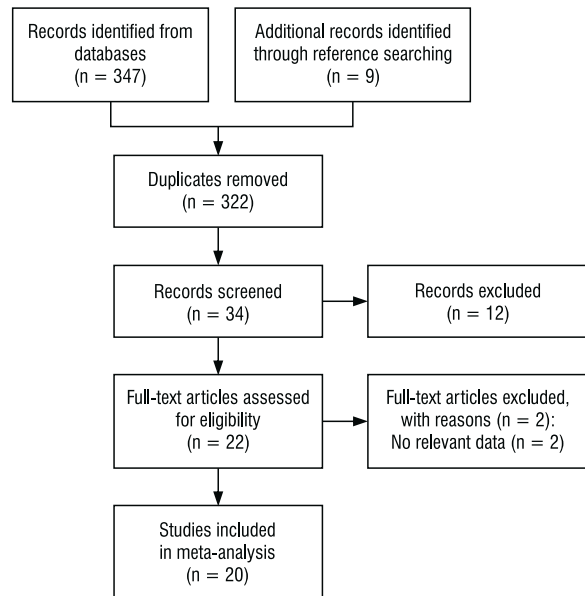 Records identified from
databases
(n = 347)
Additional records identified
through reference searching
(n = 9)
Duplicates removed
(n = 322)
Records screened
(n = 34)
Records excluded
(n = 12)
Full-text articles assessed
for eligibility
(n = 22)
Full-text articles excluded,
with reasons (n = 2):
No relevant data (n = 2)
Studies included
in meta-analysis
(n = 20)